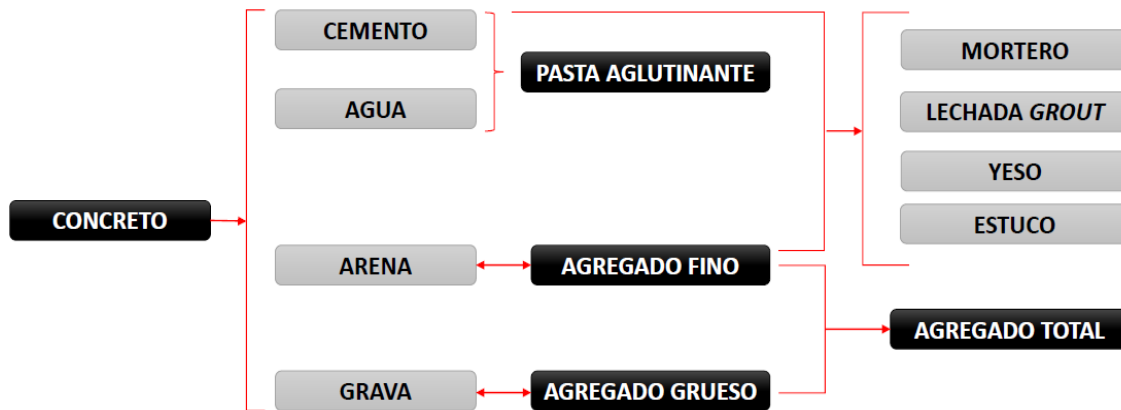 CEMENTO
PASTA AGLUTINANTE
AGUA
MORTERO
LECHADA GROUT
YESO
ESTUCO
CONCRETO
ARENA
AGREGADO FINO
AGREGADO TOTAL
GRAVA
AGREGADO GRUESO